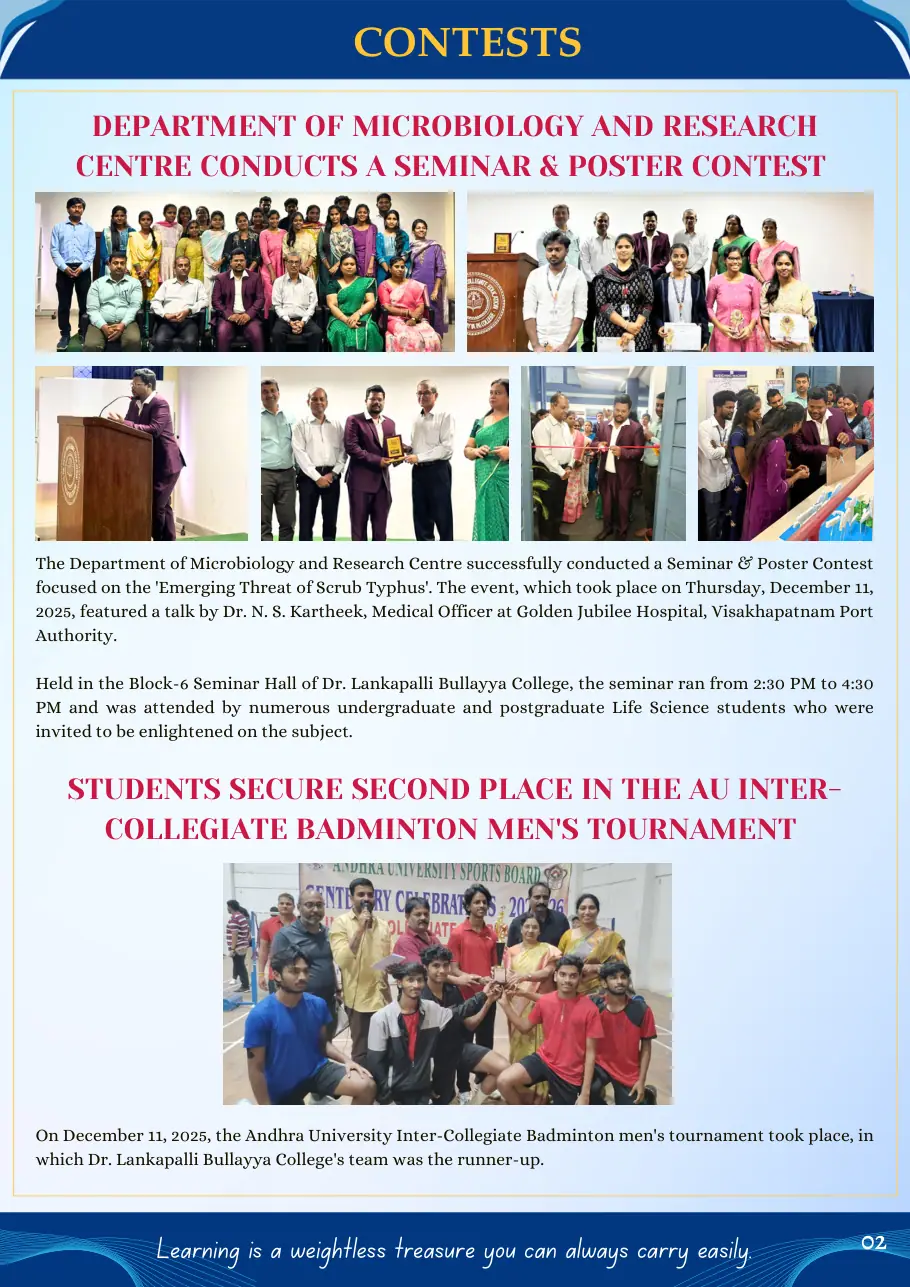 CONTESTS
DEPARTMENT OF MICROBIOLOGY AND RESEARCH
CENTRE CONDUCTS A SEMINAR & POSTER CONTEST
The Department of Microbiology and Research Centre successfully conducted a Seminar & Poster Contest
focused on the 'Emerging Threat of Scrub Typhus'. The event, which took place on Thursday, December 11,
2025, featured a talk by Dr. N. S. Kartheek, Medical Officer at Golden Jubilee Hospital, Visakhapatnam Port
Authority.
Held in the Block-6 Seminar Hall of Dr. Lankapalli Bullayya College, the seminar ran from 2:30 PM to 4:30
PM and was attended by numerous undergraduate and postgraduate Life Science students who were
invited to be enlightened on the subject.
STUDENTS SECURE SECOND PLACE IN THE AU INTER-
COLLEGIATE BADMINTON MEN'S TOURNAMENT
ANDHRA UNIVERSITY SPORTS BOARD
On December 11, 2025, the Andhra University Inter-Collegiate Badminton men's tournament took place, in
which Dr. Lankapalli Bullayya College's team was the runner-up.
Learning is a weightless treasure you can always carry easily.
02